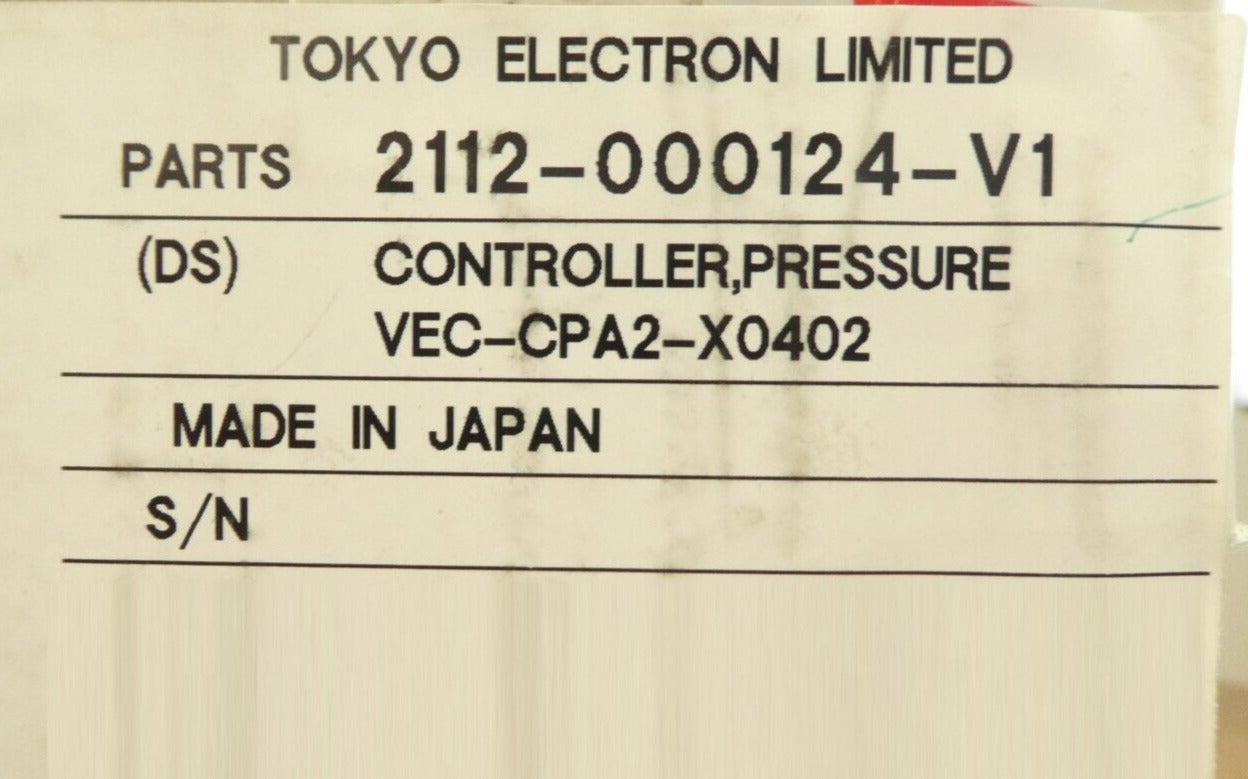 TOKYO ELECTRON LIMITED
PARTS 2112-000124-V1
(DS) CONTROLLER,PRESSURE
VEC-CPA2-X0402
MADE IN JAPAN
S/N